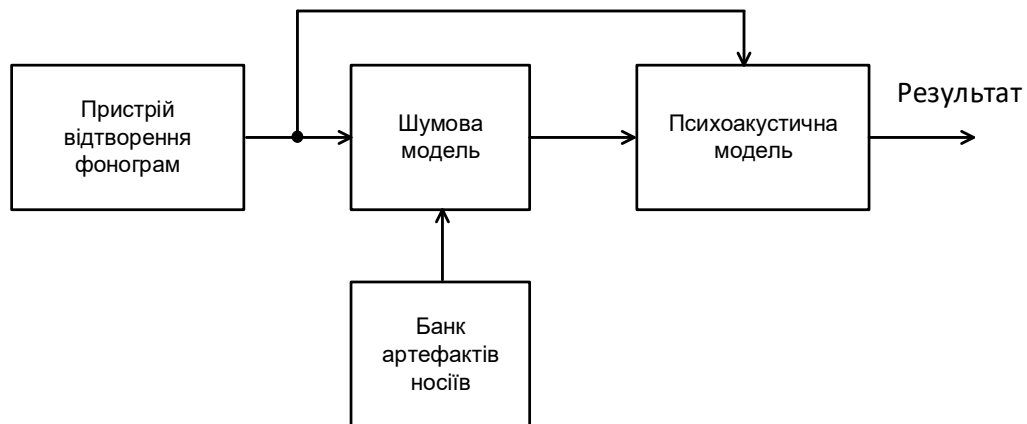 Пристрій
відтворення
фонограм
Шумова
модель
Психоакустична
модель
Результат
Банк
артефактів
носіїв